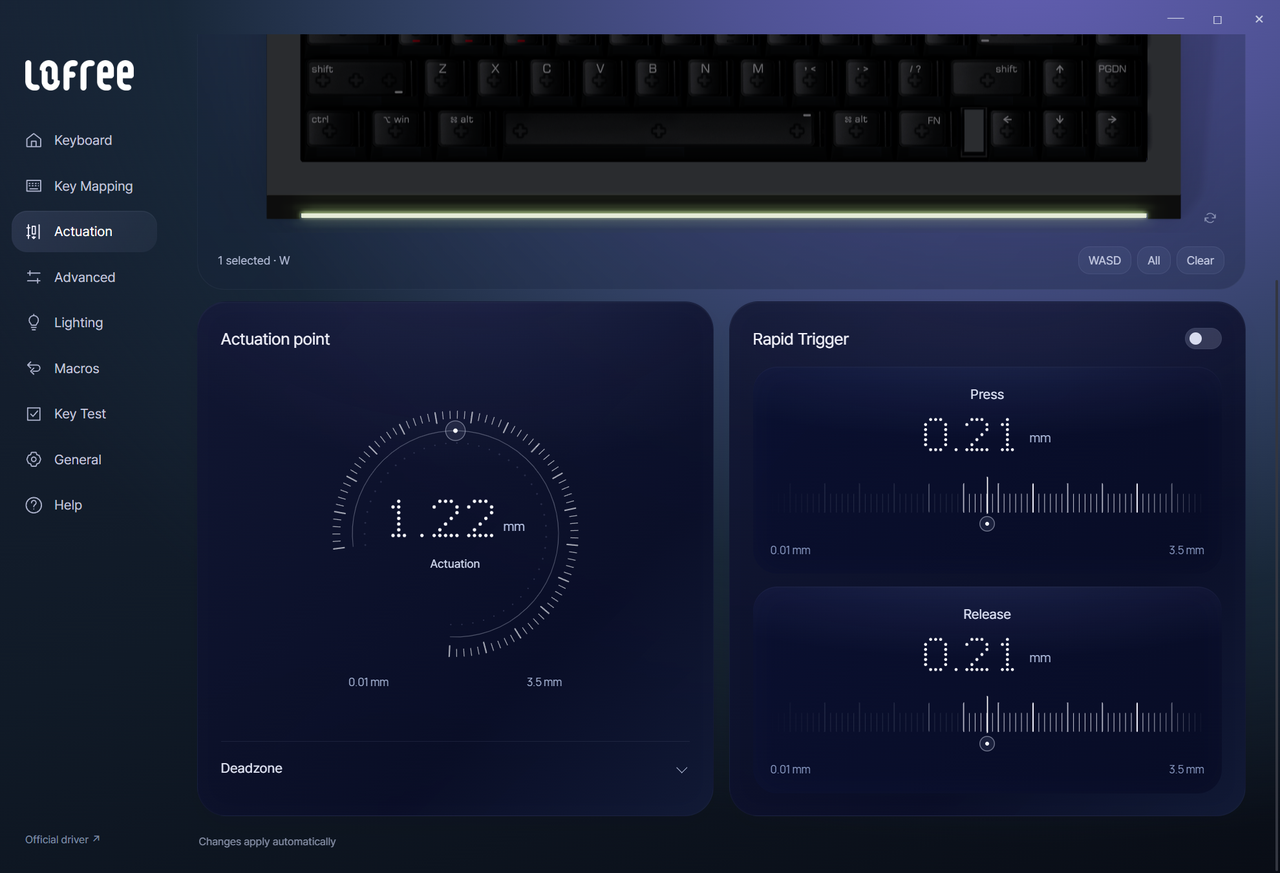 LOFREE
Keyboard
Key Mapping
Actuation
Advanced
Lighting
Macros
Key Test
General
Help
Official driver ↗
shift Z X C V B N M , < . > / ? shift ↑ PGDN
ctrl ⌥ win ⌘ alt ⌘ alt FN ← ↓ →
1 selected · W
WASD All Clear
Actuation point
1.22 mm
Actuation
0.01 mm 3.5 mm
Deadzone
Rapid Trigger
Press
0.21 mm
0.01 mm 3.5 mm
Release
0.21 mm
0.01 mm 3.5 mm
Changes apply automatically